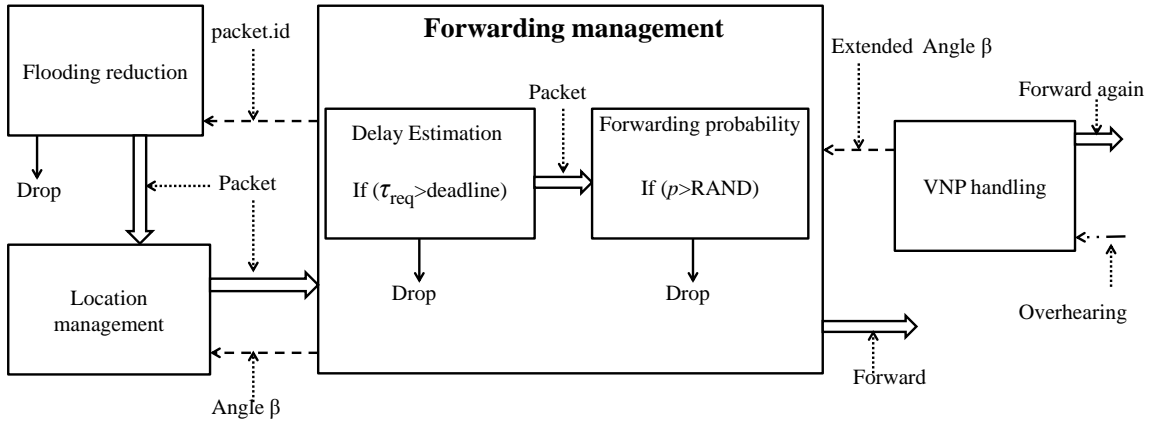 Flooding reduction
Drop
Packet
Location
management
packet.id
Angle β
Forwarding management
Delay Estimation
If (τreq>deadline)
Drop
Packet
Forwarding probability
If (p>RAND)
Drop
Extended Angle β
Forward again
VNP handling
Overhearing
Forward